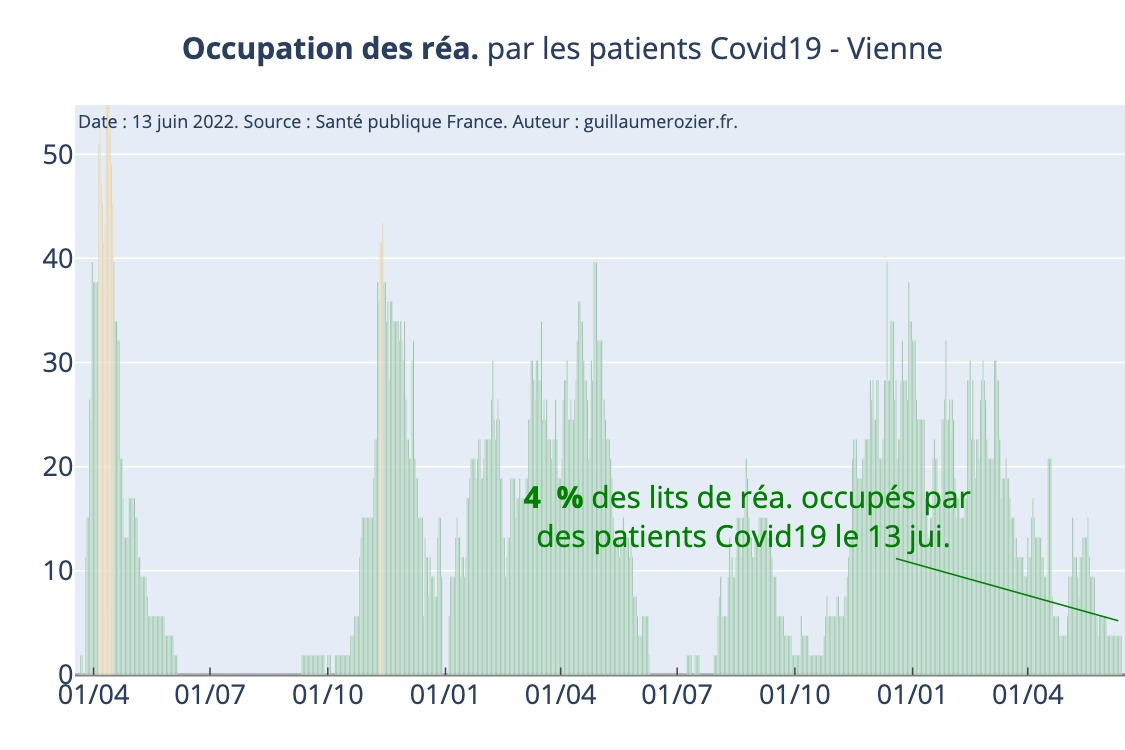 Occupation des réa. par les patients Covid19 - Vienne
Date : 13 juin 2022. Source : Santé publique France. Auteur : guillaumerozier.fr.
50
40
30
20
10
0
4 % des lits de réa. occupés par
des patients Covid19 le 13 jui.
01/04 01/07 01/10 01/01 01/04 01/07 01/10 01/01 01/04